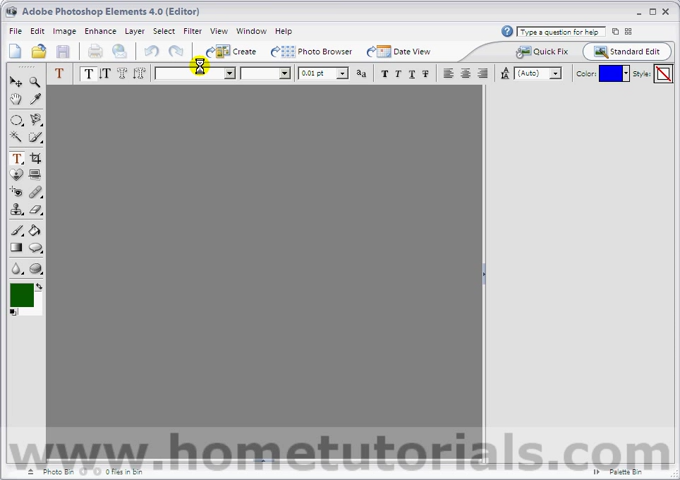 Adobe Photoshop Elements 4.0 (Editor)
File Edit Image Enhance Layer Select Filter View Window Help
Type a question for help
Create Photo Browser Date View Quick Fix Standard Edit
T T T T T 0.01 pt aa T T T T (Auto) Color: Style:
T
www.hometutorials.com
Photo Bin 0 files in bin Palette Bin